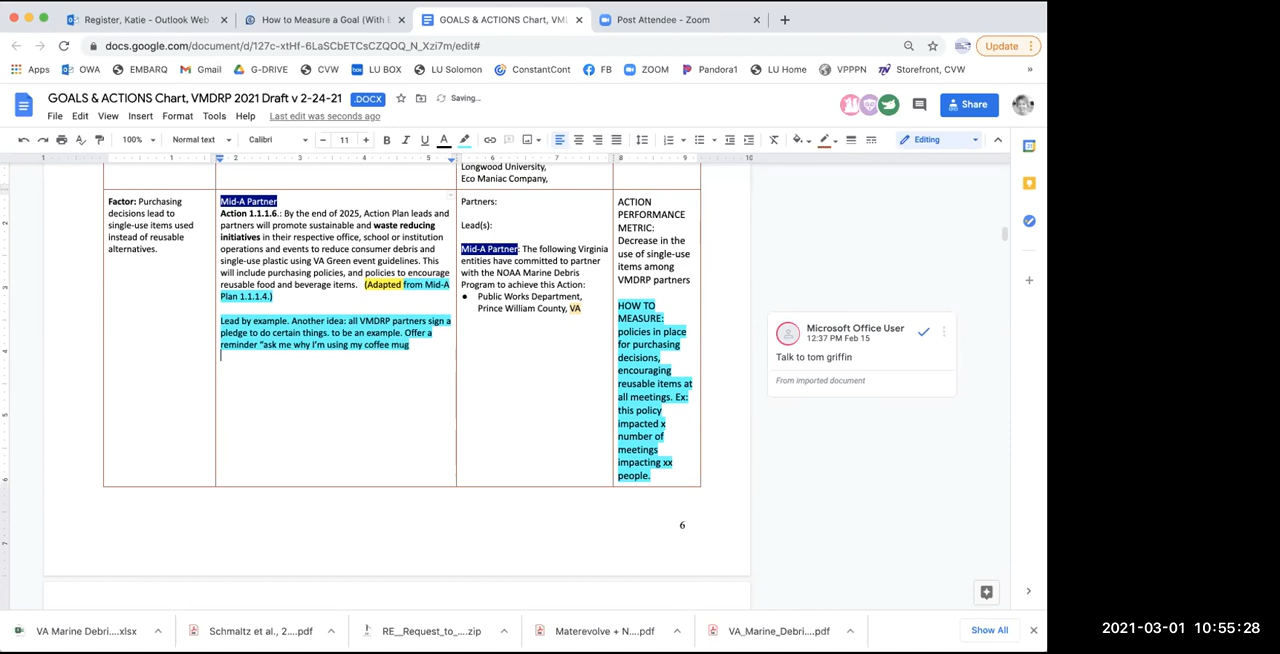 Register, Katie - Outlook Web
How to Measure a Goal (With E
GOALS & ACTIONS Chart, VML
Post Attendee - Zoom
docs.google.com/document/d/127c-xtHf-6LaSCbETCsCZQOQ_N_Xzi7m/edit#
Update
Apps OWA EMBARQ Gmail G-DRIVE CVW LU BOX LU Solomon ConstantCont FB ZOOM Pandora1 LU Home VPPPN Storefront, CVW
GOALS & ACTIONS Chart, VMDRP 2021 Draft v 2-24-21 .DOCX Saving...
Share
File Edit View Insert Format Tools Help Last edit was seconds ago
100% Normal text Calibri 11 Editing
1 1 2 3 4 5 6 7 8 9 10
Longwood University,
Eco Maniac Company,
Factor: Purchasing
decisions lead to
single-use items used
instead of reusable
alternatives.
Mid-A Partner
Action 1.1.1.6.: By the end of 2025, Action Plan leads and
partners will promote sustainable and waste reducing
initiatives in their respective office, school or institution
operations and events to reduce consumer debris and
single-use plastic using VA Green event guidelines. This
will include purchasing policies, and policies to encourage
reusable food and beverage items. (Adapted from Mid-A
Plan 1.1.1.4.)
Lead by example. Another idea: all VMDRP partners sign a
pledge to do certain things. to be an example. Offer a
reminder “ask me why I’m using my coffee mug
Partners:
Lead(s):
Mid-A Partner: The following Virginia
entities have committed to partner
with the NOAA Marine Debris
Program to achieve this Action:
● Public Works Department,
Prince William County, VA
ACTION
PERFORMANCE
METRIC:
Decrease in the
use of single-use
items among
VMDRP partners
HOW TO
MEASURE:
policies in place
for purchasing
decisions,
encouraging
reusable items at
all meetings. Ex:
this policy
impacted x
number of
meetings
impacting xx
people.
6
Microsoft Office User
12:37 PM Feb 15
Talk to tom griffin
From imported document
VA Marine Debri....xlsx
Schmaltz et al., 2....pdf
RE__Request_to_....zip
Materevolve + N....pdf
VA_Marine_Debri....pdf
Show All
2021-03-01 10:55:28